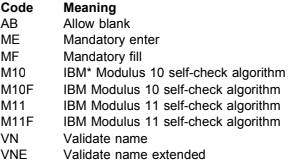 Code Meaning
AB Allow blank
ME Mandatory enter
MF Mandatory fill
M10 IBM* Modulus 10 self-check algorithm
M10F IBM Modulus 10 self-check algorithm
M11 IBM Modulus 11 self-check algorithm
M11F IBM Modulus 11 self-check algorithm
VN Validate name
VNE Validate name extended